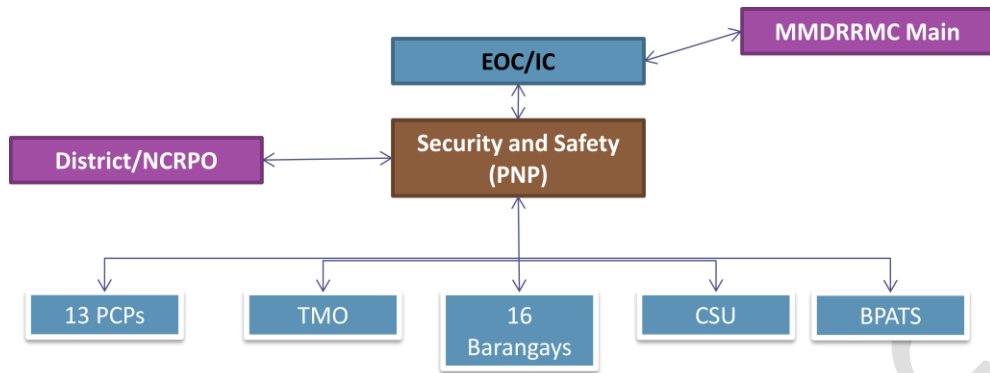 MMDRRMC Main
EOC/IC
Security and Safety
(PNP)
District/NCRPO
13 PCPs
TMO
16
Barangays
CSU
BPATS